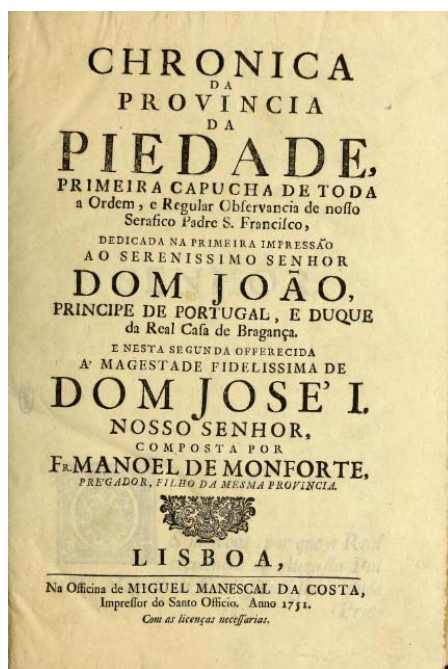 CHRONICA
DA
PROVINCIA
DA
PIEDADE,
PRIMEIRA CAPUCHA DE TODA
a Ordem, e Regular Obſervancia de noſſo
Serafico Padre S. Franciſco,
DEDICADA NA PRIMEIRA IMPRESSÃO
AO SERENISSIMO SENHOR
DOM JOÃO,
PRINCIPE DE PORTUGAL, E DUQUE
da Real Caſa de Bragança.
E NESTA SEGUNDA OFFERECIDA
A' MAGESTADE FIDELISSIMA DE
DOM JOSE' I.
NOSSO SENHOR,
COMPOSTA POR
FR. MANOEL DE MONFORTE,
PREGADOR, FILHO DA MESMA PROVINCIA.
LISBOA,
Na Officina de MIGUEL MANESCAL DA COSTA,
Impreſſor do Santo Officio. Anno 1751.
Com as licenças neceſſarias.